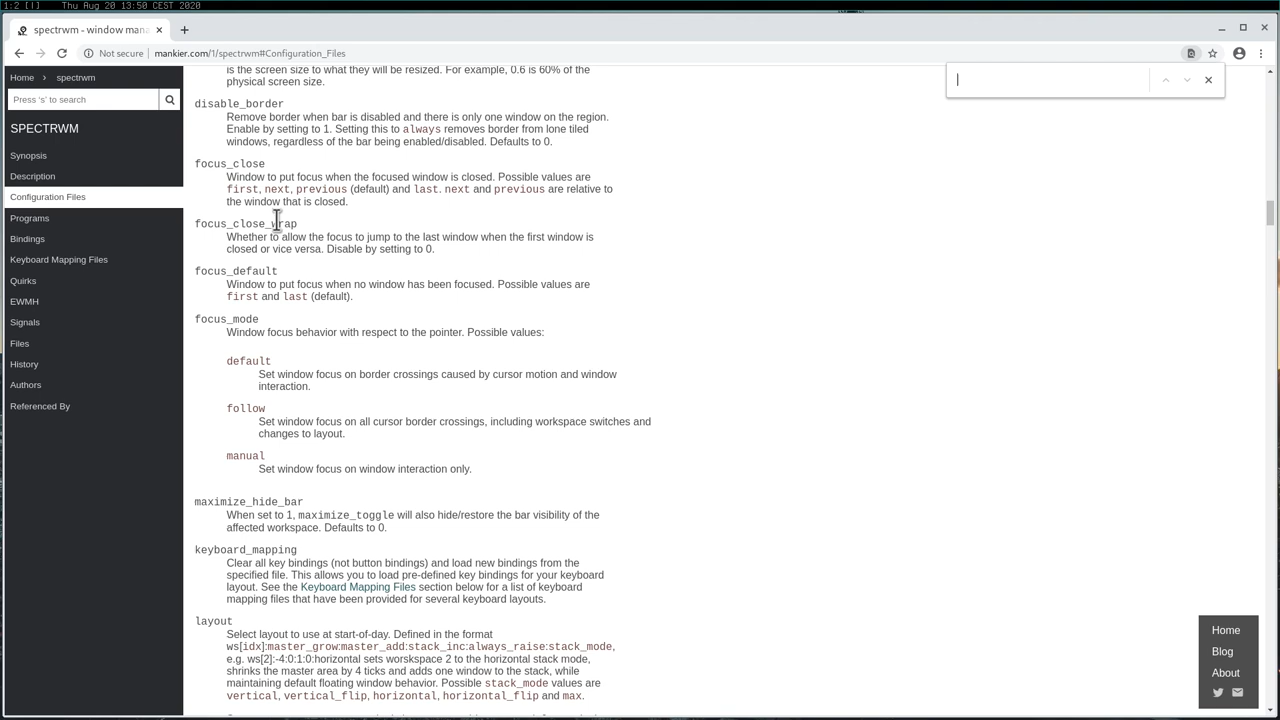 1:2 [|] Thu Aug 20 13:50 CEST 2020
spectrwm - window man
Not secure mankier.com/1/spectrwm#Configuration_Files
Home > spectrwm
Press 's' to search
SPECTRWM
Synopsis
Description
Configuration Files
Programs
Bindings
Keyboard Mapping Files
Quirks
EWMH
Signals
Files
History
Authors
Referenced By
is the screen size to what they will be resized. For example, 0.6 is 60% of the
physical screen size.
disable_border
Remove border when bar is disabled and there is only one window on the region.
Enable by setting to 1. Setting this to always removes border from lone tiled
windows, regardless of the bar being enabled/disabled. Defaults to 0.
focus_close
Window to put focus when the focused window is closed. Possible values are
first, next, previous (default) and last. next and previous are relative to
the window that is closed.
focus_close_wrap
Whether to allow the focus to jump to the last window when the first window is
closed or vice versa. Disable by setting to 0.
focus_default
Window to put focus when no window has been focused. Possible values are
first and last (default).
focus_mode
Window focus behavior with respect to the pointer. Possible values:
default
Set window focus on border crossings caused by cursor motion and window
interaction.
follow
Set window focus on all cursor border crossings, including workspace switches and
changes to layout.
manual
Set window focus on window interaction only.
maximize_hide_bar
When set to 1, maximize_toggle will also hide/restore the bar visibility of the
affected workspace. Defaults to 0.
keyboard_mapping
Clear all key bindings (not button bindings) and load new bindings from the
specified file. This allows you to load pre-defined key bindings for your keyboard
layout. See the Keyboard Mapping Files section below for a list of keyboard
mapping files that have been provided for several keyboard layouts.
layout
Select layout to use at start-of-day. Defined in the format
ws[idx]:master_grow:master_add:stack_inc:always_raise:stack_mode,
e.g. ws[2]:-4:0:1:0:horizontal sets worskspace 2 to the horizontal stack mode,
shrinks the master area by 4 ticks and adds one window to the stack, while
maintaining default floating window behavior. Possible stack_mode values are
vertical, vertical_flip, horizontal, horizontal_flip and max.
Home
Blog
About